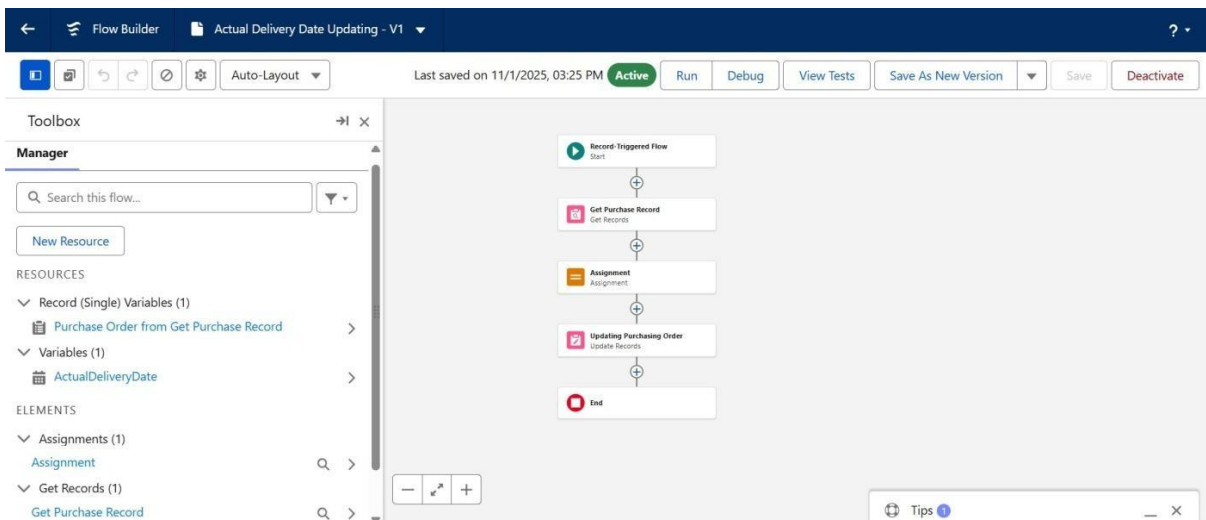 Flow Builder Actual Delivery Date Updating - V1 ?
Auto-Layout Last saved on 11/1/2025, 03:25 PM Active Run Debug View Tests Save As New Version Save Deactivate
Toolbox
Manager
Search this flow...
New Resource
RESOURCES
Record (Single) Variables (1)
Purchase Order from Get Purchase Record
Variables (1)
ActualDeliveryDate
ELEMENTS
Assignments (1)
Assignment
Get Records (1)
Get Purchase Record
Record-Triggered Flow
Start
Get Purchase Record
Get Records
Assignment
Assignment
Updating Purchasing Order
Update Records
End
Tips 1